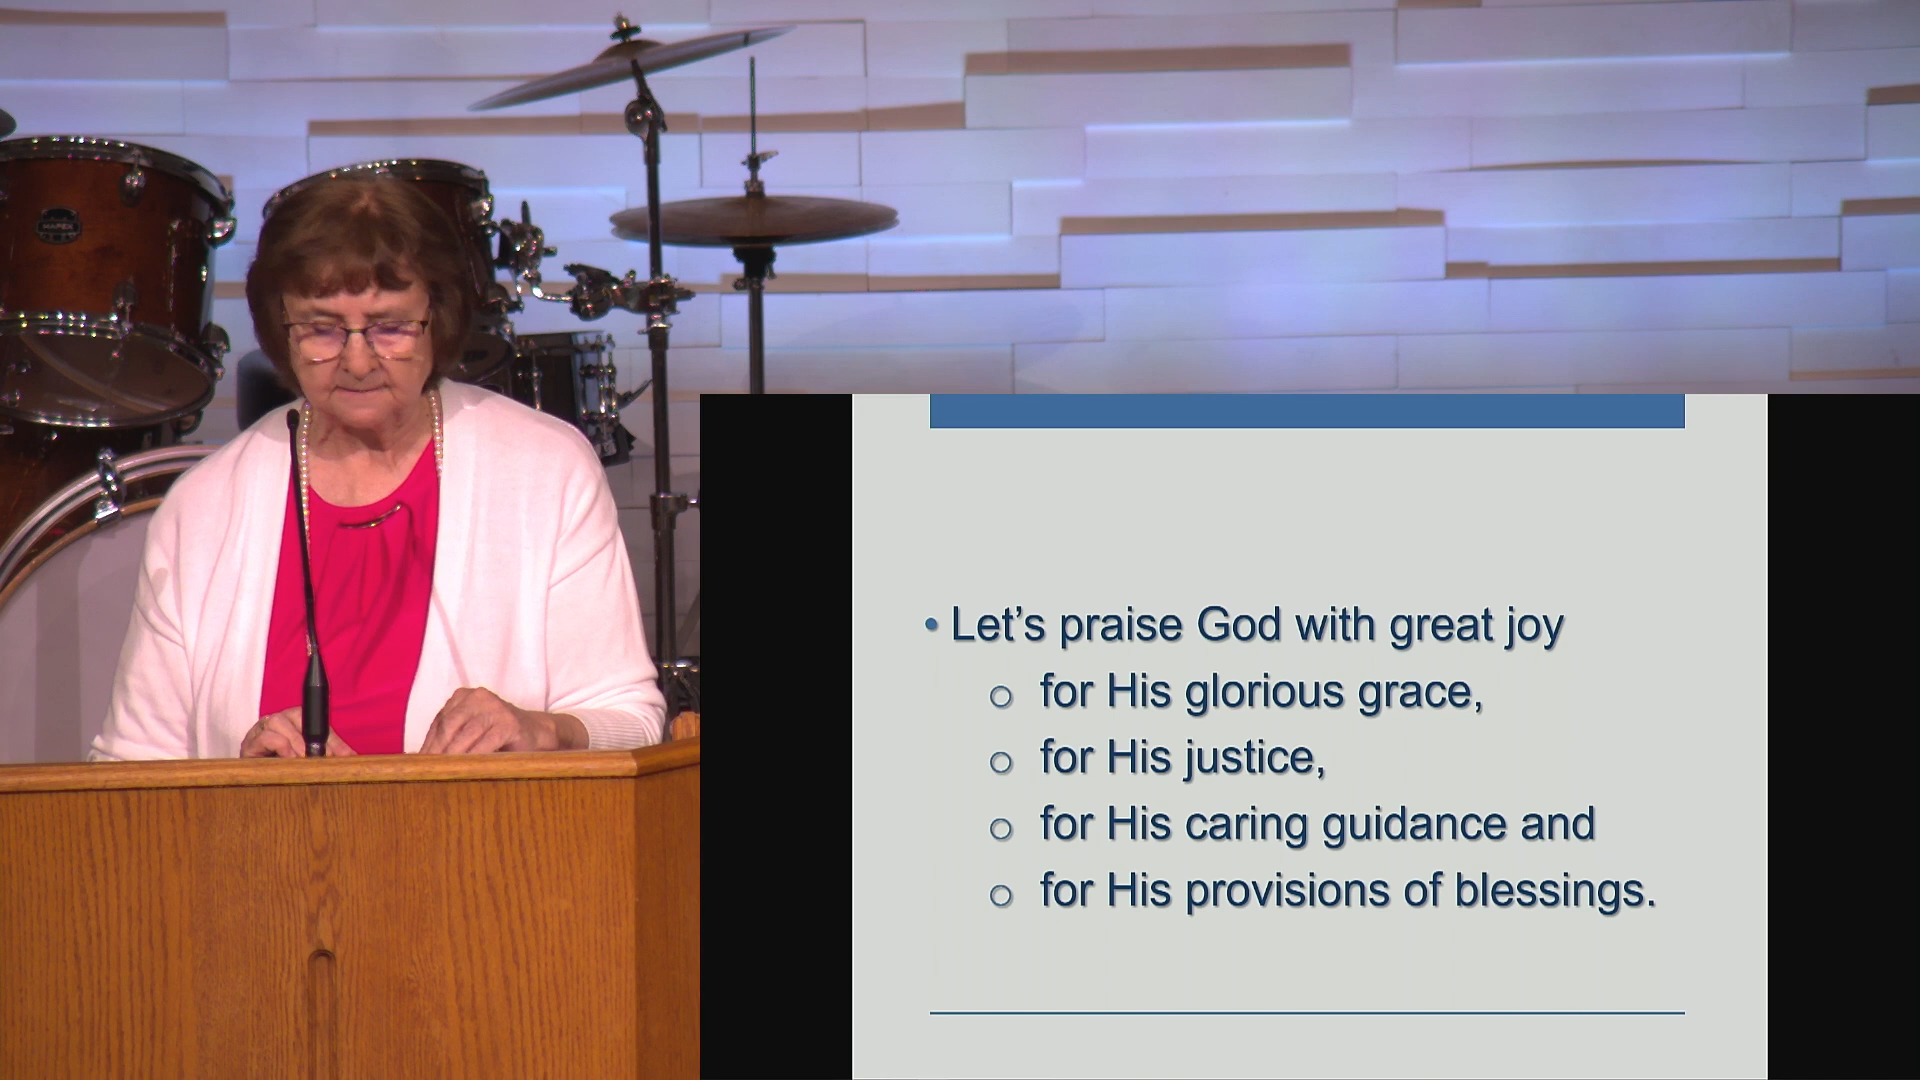 MAPEX
• Let’s praise God with great joy
o for His glorious grace,
o for His justice,
o for His caring guidance and
o for His provisions of blessings.